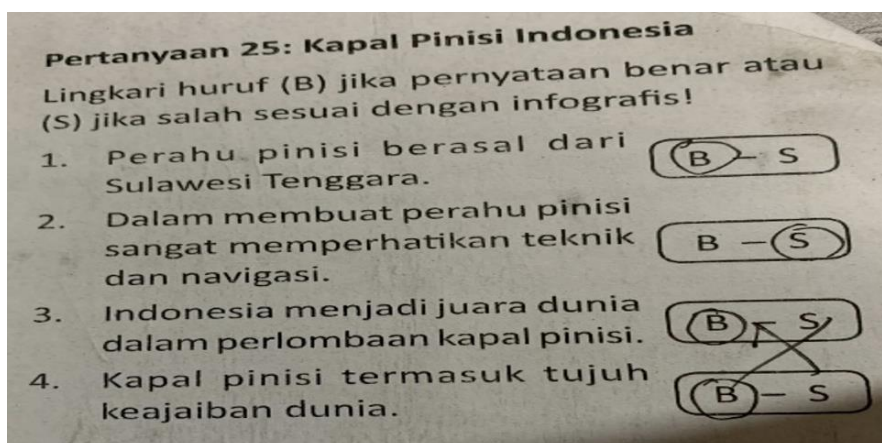 Pertanyaan 25: Kapal Pinisi Indonesia
Lingkari huruf (B) jika pernyataan benar atau
(S) jika salah sesuai dengan infografis!
1. Perahu pinisi berasal dari B - S
Sulawesi Tenggara.
2. Dalam membuat perahu pinisi
sangat memperhatikan teknik B - S
dan navigasi.
3. Indonesia menjadi juara dunia B - S
dalam perlombaan kapal pinisi.
4. Kapal pinisi termasuk tujuh B - S
keajaiban dunia.